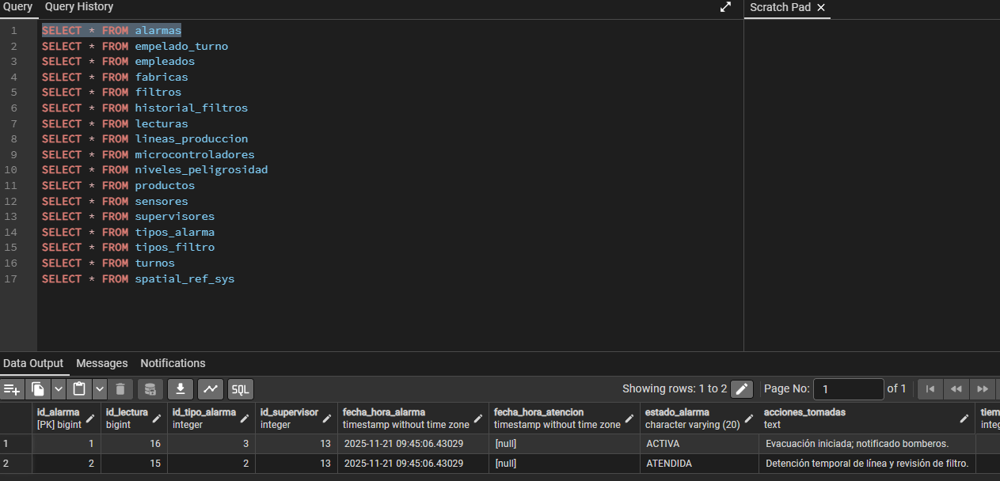 Query Query History
Scratch Pad
1 SELECT * FROM alarmas
2 SELECT * FROM empelado_turno
3 SELECT * FROM empleados
4 SELECT * FROM fabricas
5 SELECT * FROM filtros
6 SELECT * FROM historial_filtros
7 SELECT * FROM lecturas
8 SELECT * FROM lineas_produccion
9 SELECT * FROM microcontroladores
10 SELECT * FROM niveles_peligrosidad
11 SELECT * FROM productos
12 SELECT * FROM sensores
13 SELECT * FROM supervisores
14 SELECT * FROM tipos_alarma
15 SELECT * FROM tipos_filtro
16 SELECT * FROM turnos
17 SELECT * FROM spatial_ref_sys
Data Output Messages Notifications
SQL Showing rows: 1 to 2 Page No: 1 of 1
id_alarma id_lectura id_tipo_alarma id_supervisor fecha_hora_alarma fecha_hora_atencion estado_alarma acciones_tomadas tiem
[PK] bigint bigint integer integer timestamp without time zone timestamp without time zone character varying (20) text integ
1 1 16 3 13 2025-11-21 09:45:06.43029 [null] ACTIVA Evacuación iniciada; notificado bomberos.
2 2 15 2 13 2025-11-21 09:45:06.43029 [null] ATENDIDA Detención temporal de línea y revisión de filtro.